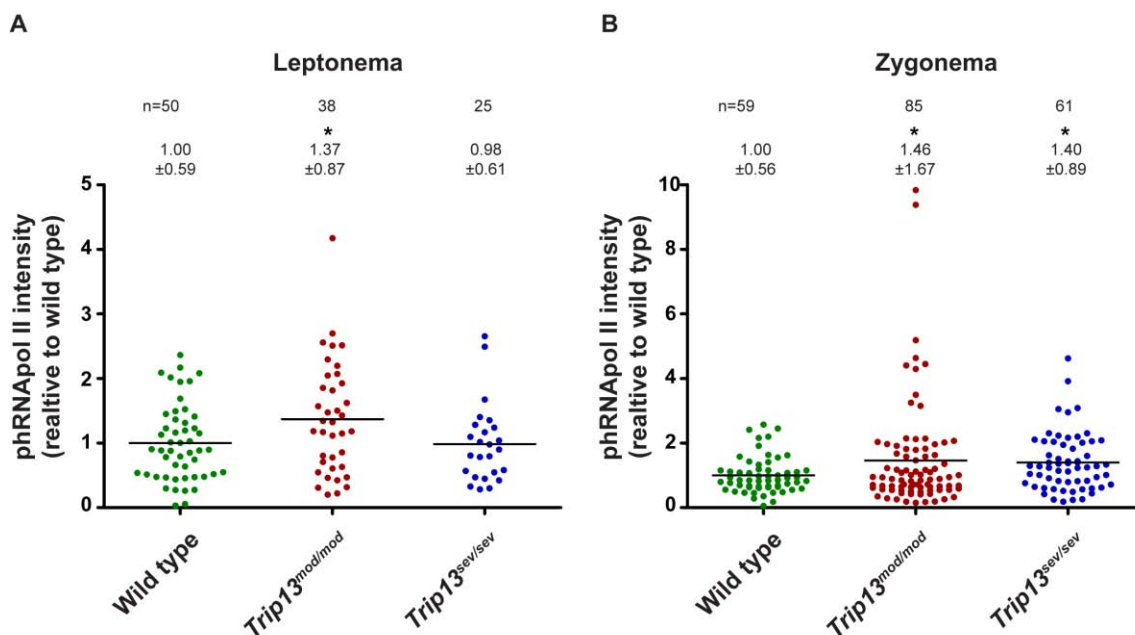 A
Leptonema
n=50 38 25
*
1.00 1.37 0.98
±0.59 ±0.87 ±0.61
phRNApol II intensity
(realtive to wild type)
5
4
3
2
1
0
Wild type
Trip13mod/mod
Trip13sev/sev
B
Zygonema
n=59 85 61
* *
1.00 1.46 1.40
±0.56 ±1.67 ±0.89
phRNApol II intensity
(realtive to wild type)
10
8
6
4
2
0
Wild type
Trip13mod/mod
Trip13sev/sev